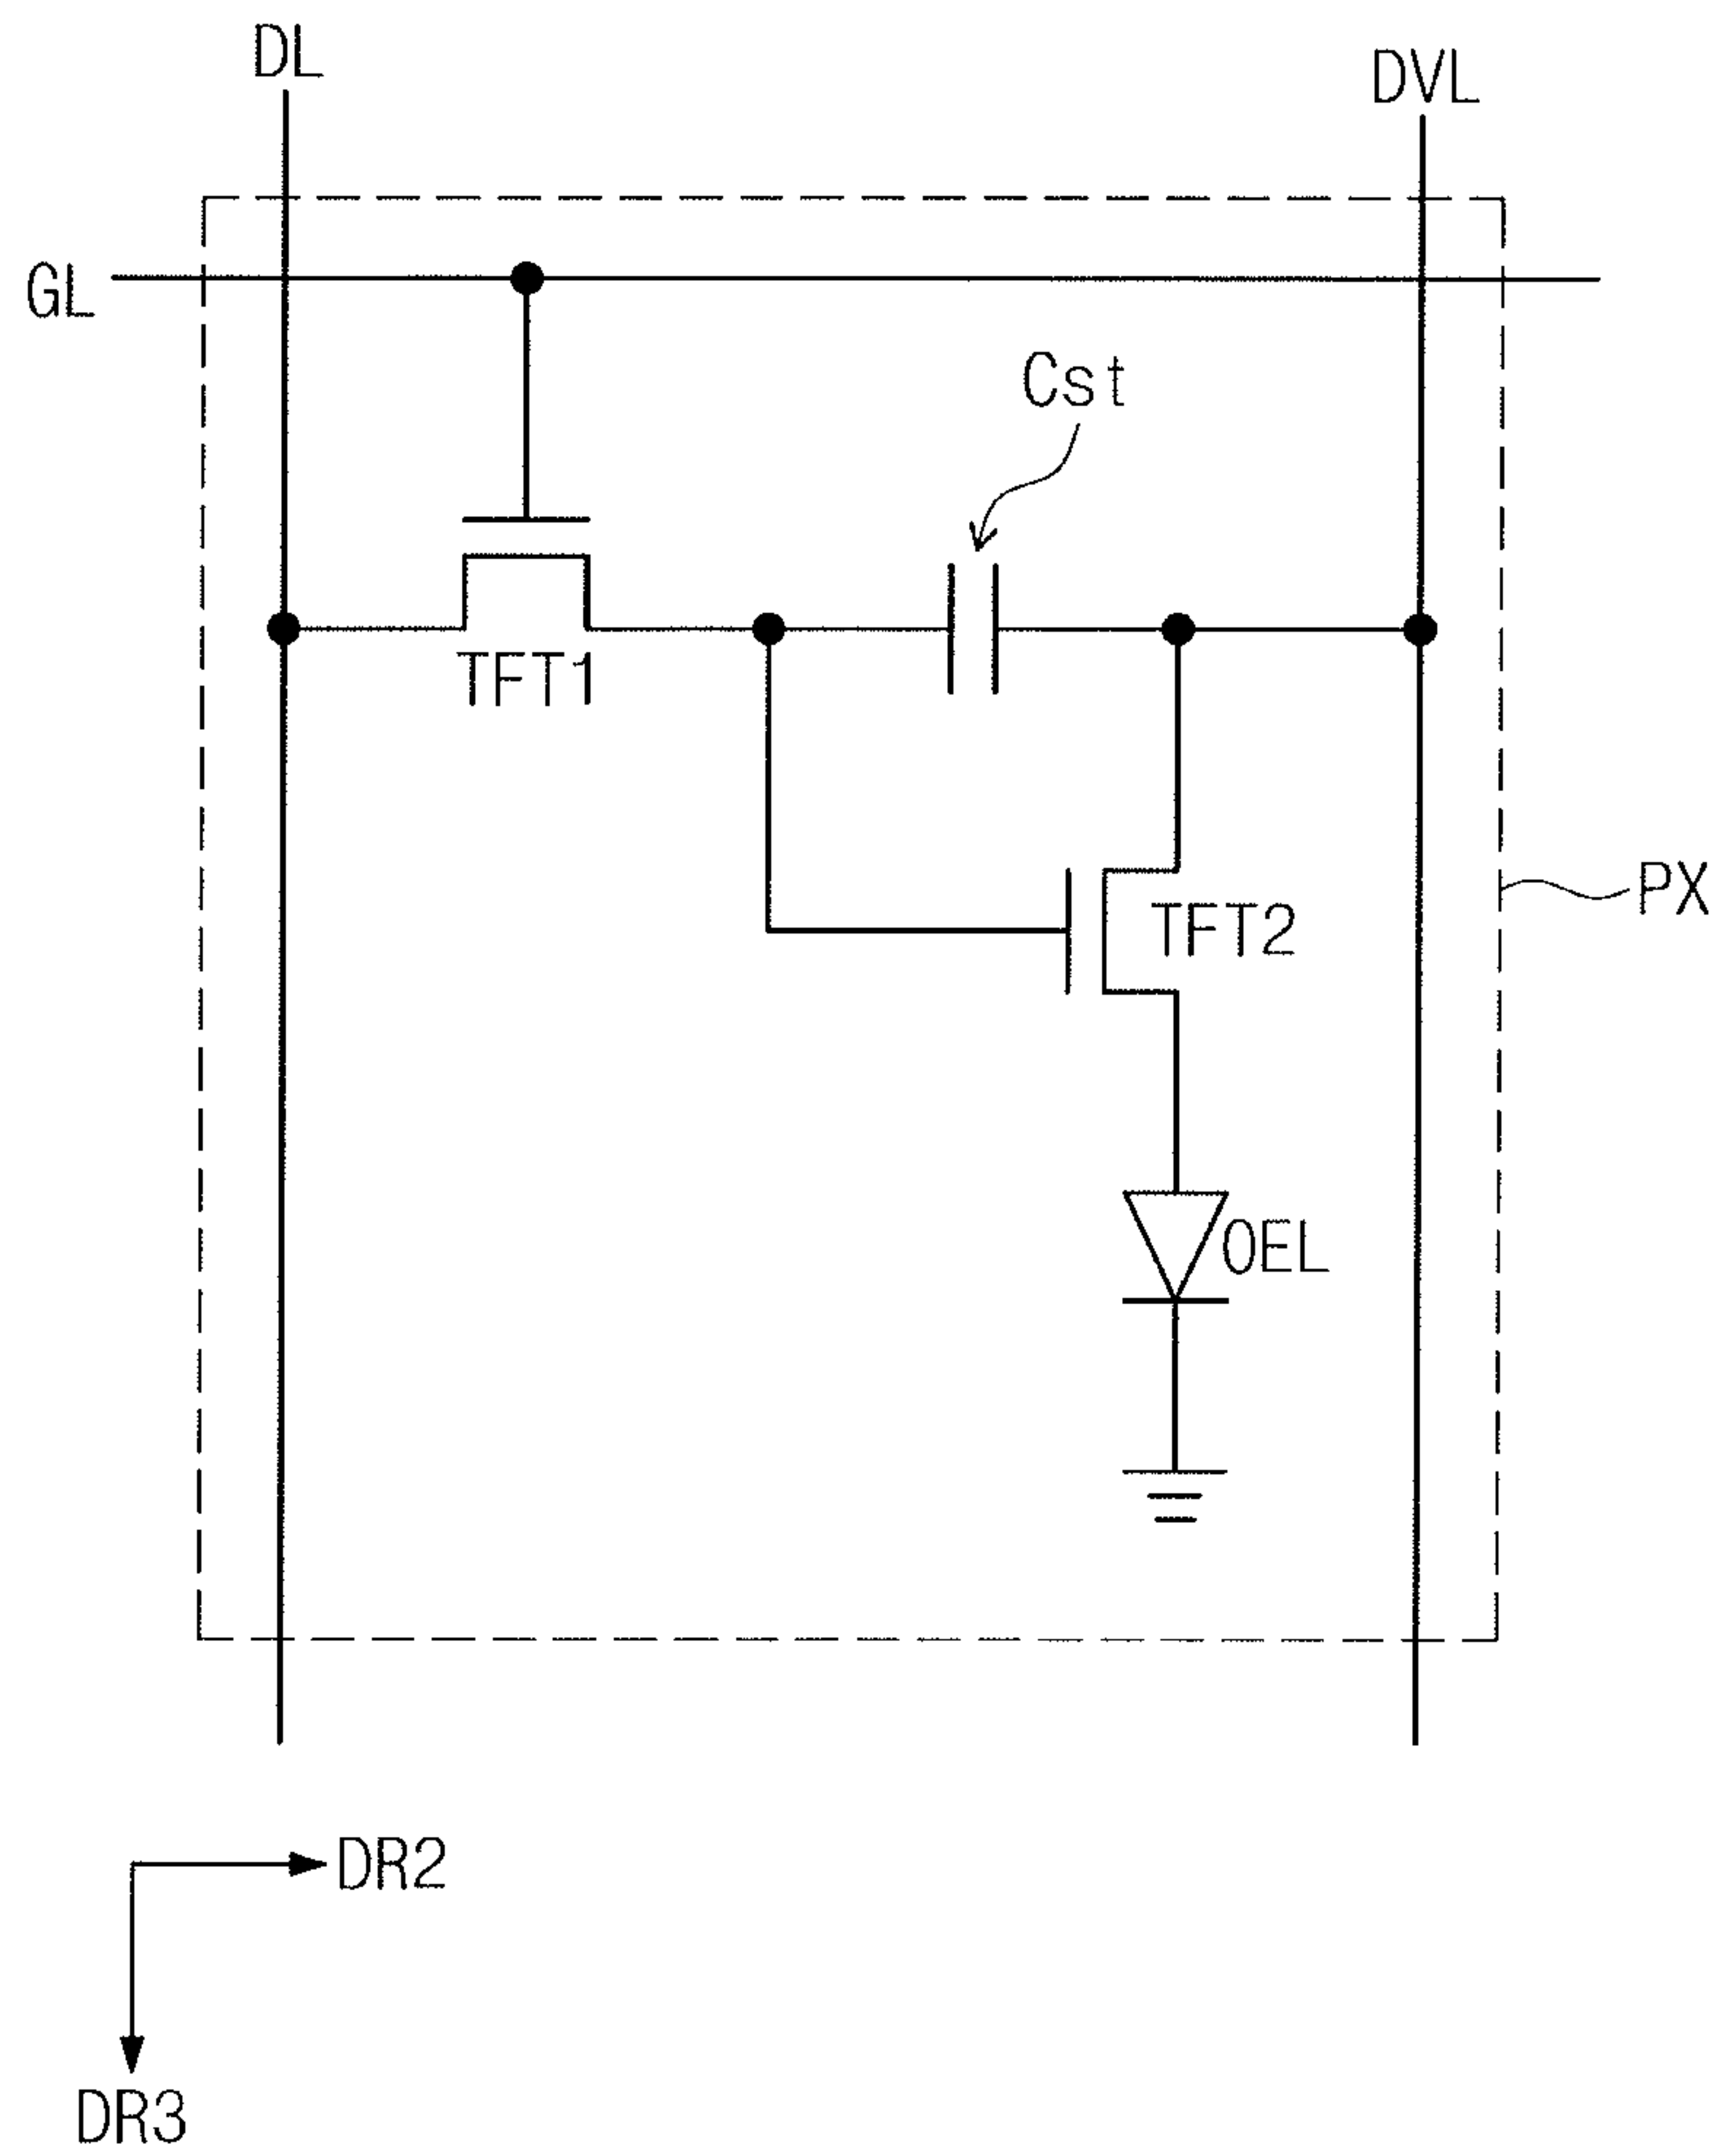 DL
DVL
GL
Cst
TFT1
PX
TFT2
OEL
DR2
DR3